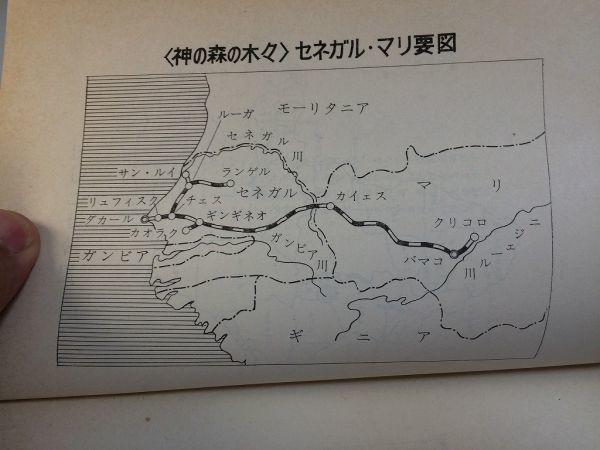 〈神の森の木々〉セネガル・マリ要図
ルーガ
モーリタニア
セネガル川
サン・ルイ
ランゲル
マリ
リュフィスク
チェス
セネガル
カイェス
ダカール
ギンギネオ
クリコロ
カオラク
ガンビア
ガンビア川
バマコ
ニジェール川
ギニア